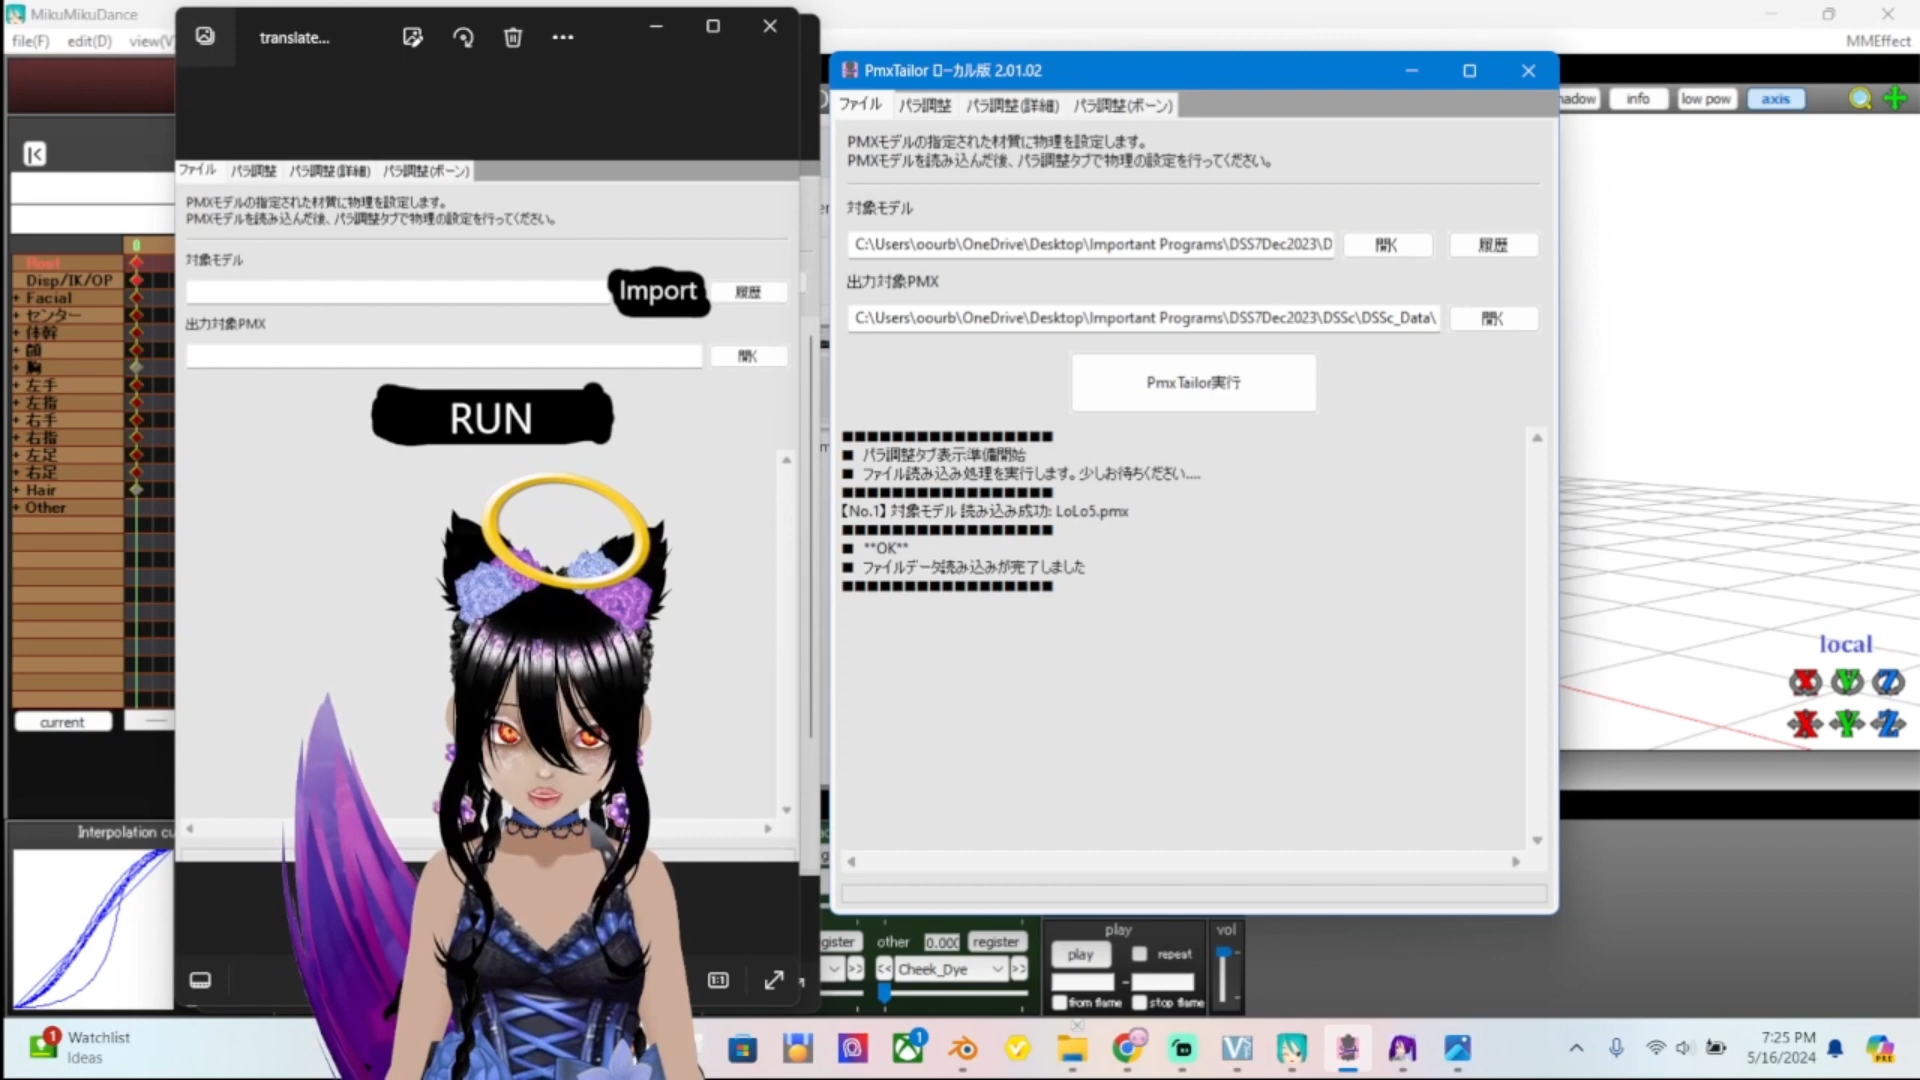 MikuMikuDance
file(F) edit(D) view(V
MMEffect
translate...
PmxTailor ローカル版 2.01.02
ファイル パラ調整 パラ調整(詳細) パラ調整(ボーン)
PMXモデルの指定された材質に物理を設定します。
PMXモデルを読み込んだ後、パラ調整タブで物理の設定を行ってください。
対象モデル
Import 履歴
出力対象PMX
開く
RUN
ファイル パラ調整 パラ調整(詳細) パラ調整(ボーン)
PMXモデルの指定された材質に物理を設定します。
PMXモデルを読み込んだ後、パラ調整タブで物理の設定を行ってください。
対象モデル
C:\Users\oourb\OneDrive\Desktop\Important Programs\DSS7Dec2023\D 開く 履歴
出力対象PMX
C:\Users\oourb\OneDrive\Desktop\Important Programs\DSS7Dec2023\DSSc\DSSc_Data\ 開く
PmxTailor実行
■■■■■■■■■■■■■■■■■
■ パラ調整タブ表示準備開始
■ ファイル読み込み処理を実行します。少しお待ちください....
■■■■■■■■■■■■■■■■■
【No.1】対象モデル 読み込み成功: LoLo5.pmx
■■■■■■■■■■■■■■■■■
■ **OK**
■ ファイルデータ読み込みが完了しました
■■■■■■■■■■■■■■■■■
hadow info low pow axis
0
Root
Disp/IK/OP
+ Facial
+ センター
+ 体幹
+ 顔
+ 胸
+ 左手
+ 左指
+ 右手
+ 右指
+ 左足
+ 右足
+ Hair
+ Other
current
Interpolation cu
local
X Y Z
X Y Z
gister other 0.000 register
>> << Cheek_Dye >>
play
play repeat
-
from flame stop flame
vol
1:1
1 Watchlist
Ideas
1
7:25 PM
5/16/2024
PRE